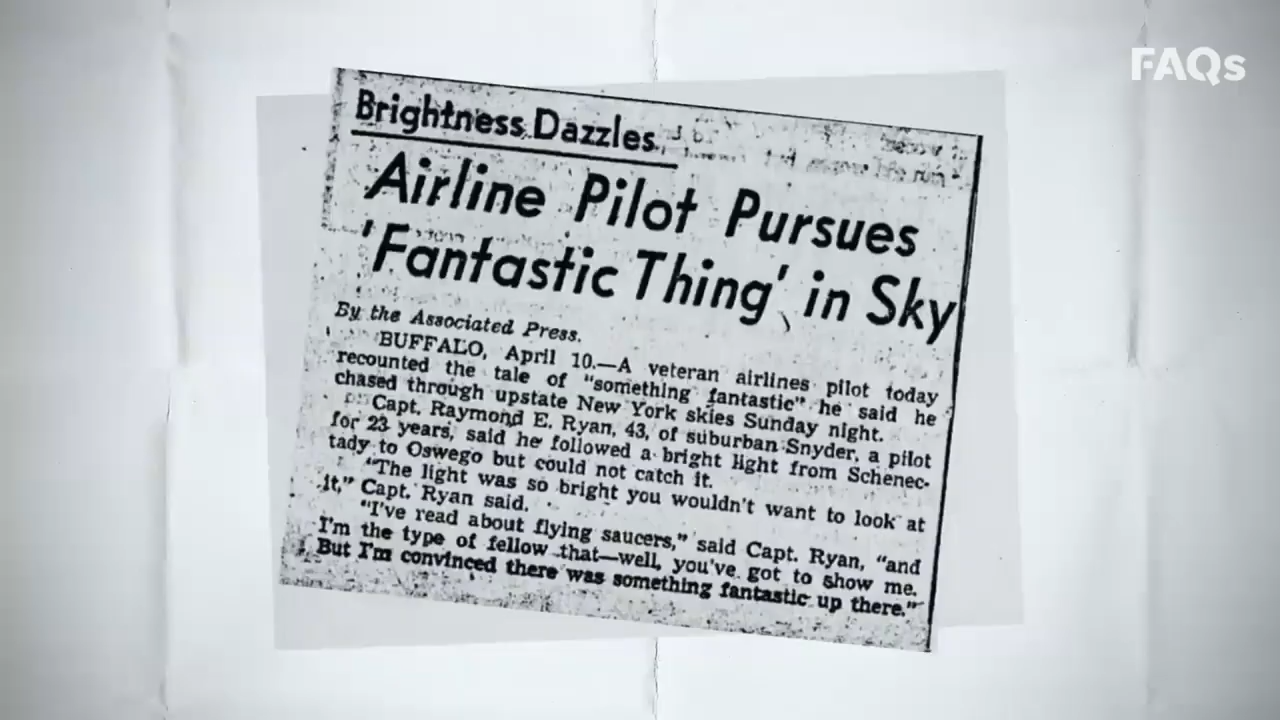 FAQs
Brightness Dazzles
Airline Pilot Pursues
'Fantastic Thing' in Sky
By the Associated Press.
BUFFALO, April 10.—A veteran airlines pilot today
recounted the tale of "something fantastic" he said he
chased through upstate New York skies Sunday night.
Capt. Raymond E. Ryan, 43, of suburban Snyder, a pilot
for 23 years, said he followed a bright light from Schenec-
tady to Oswego but could not catch it.
"The light was so bright you wouldn't want to look at
it," Capt. Ryan said.
"I've read about flying saucers," said Capt. Ryan, "and
I'm the type of fellow that—well, you've got to show me.
But I'm convinced there was something fantastic up there."